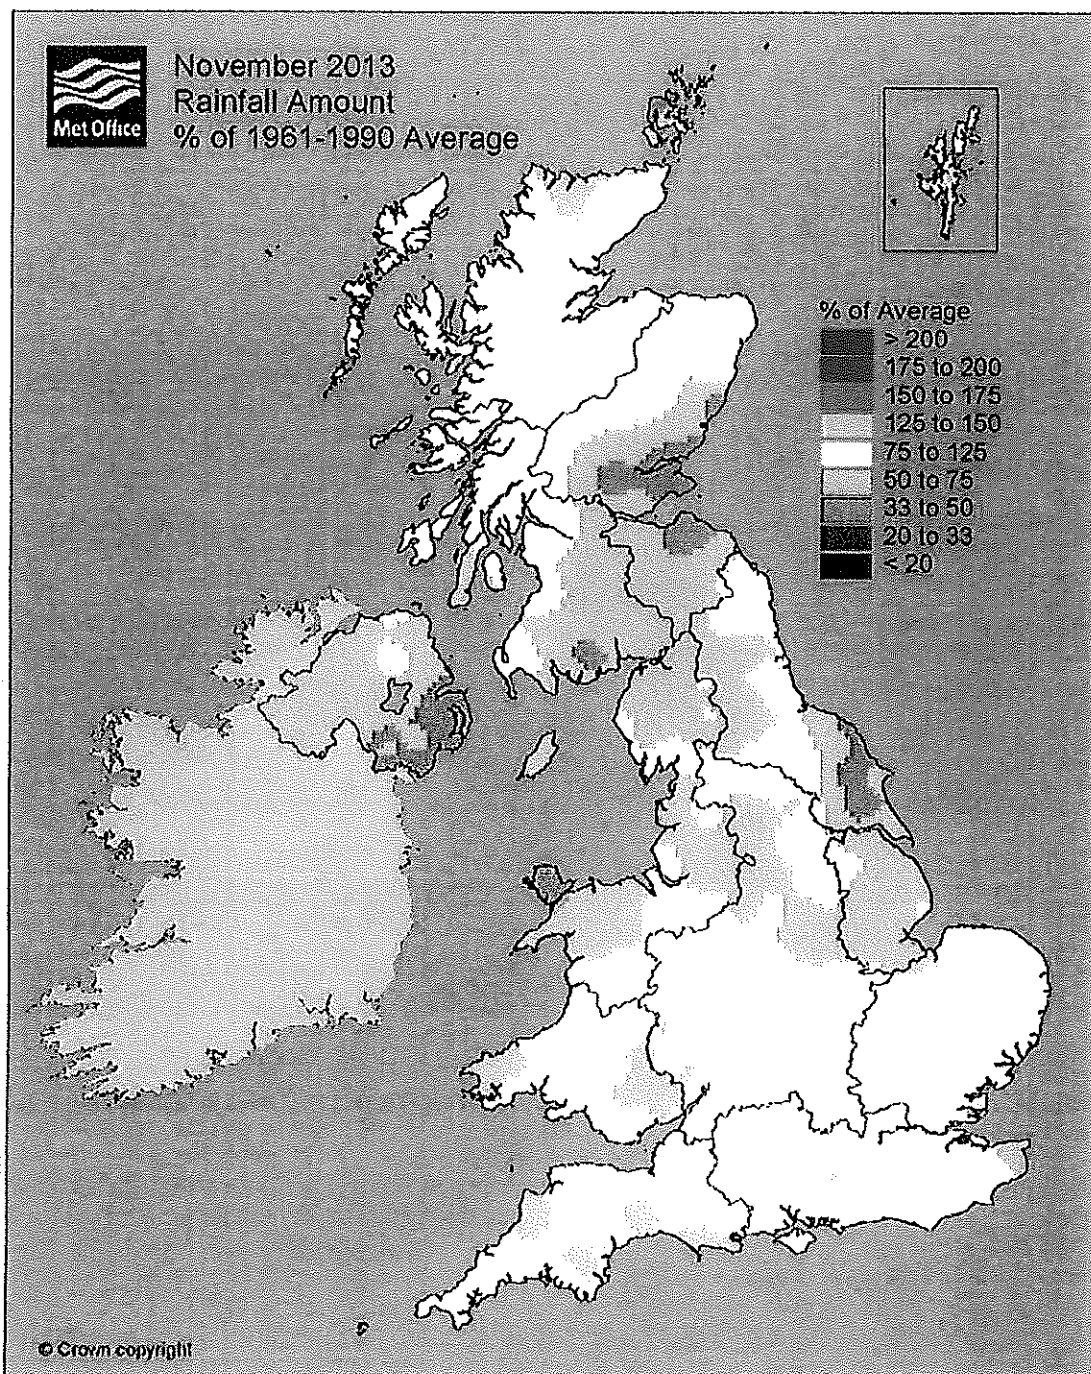 Met Office
November 2013
Rainfall Amount
% of 1961-1990 Average
% of Average
> 200
175 to 200
150 to 175
125 to 150
75 to 125
50 to 75
33 to 50
20 to 33
< 20
© Crown copyright